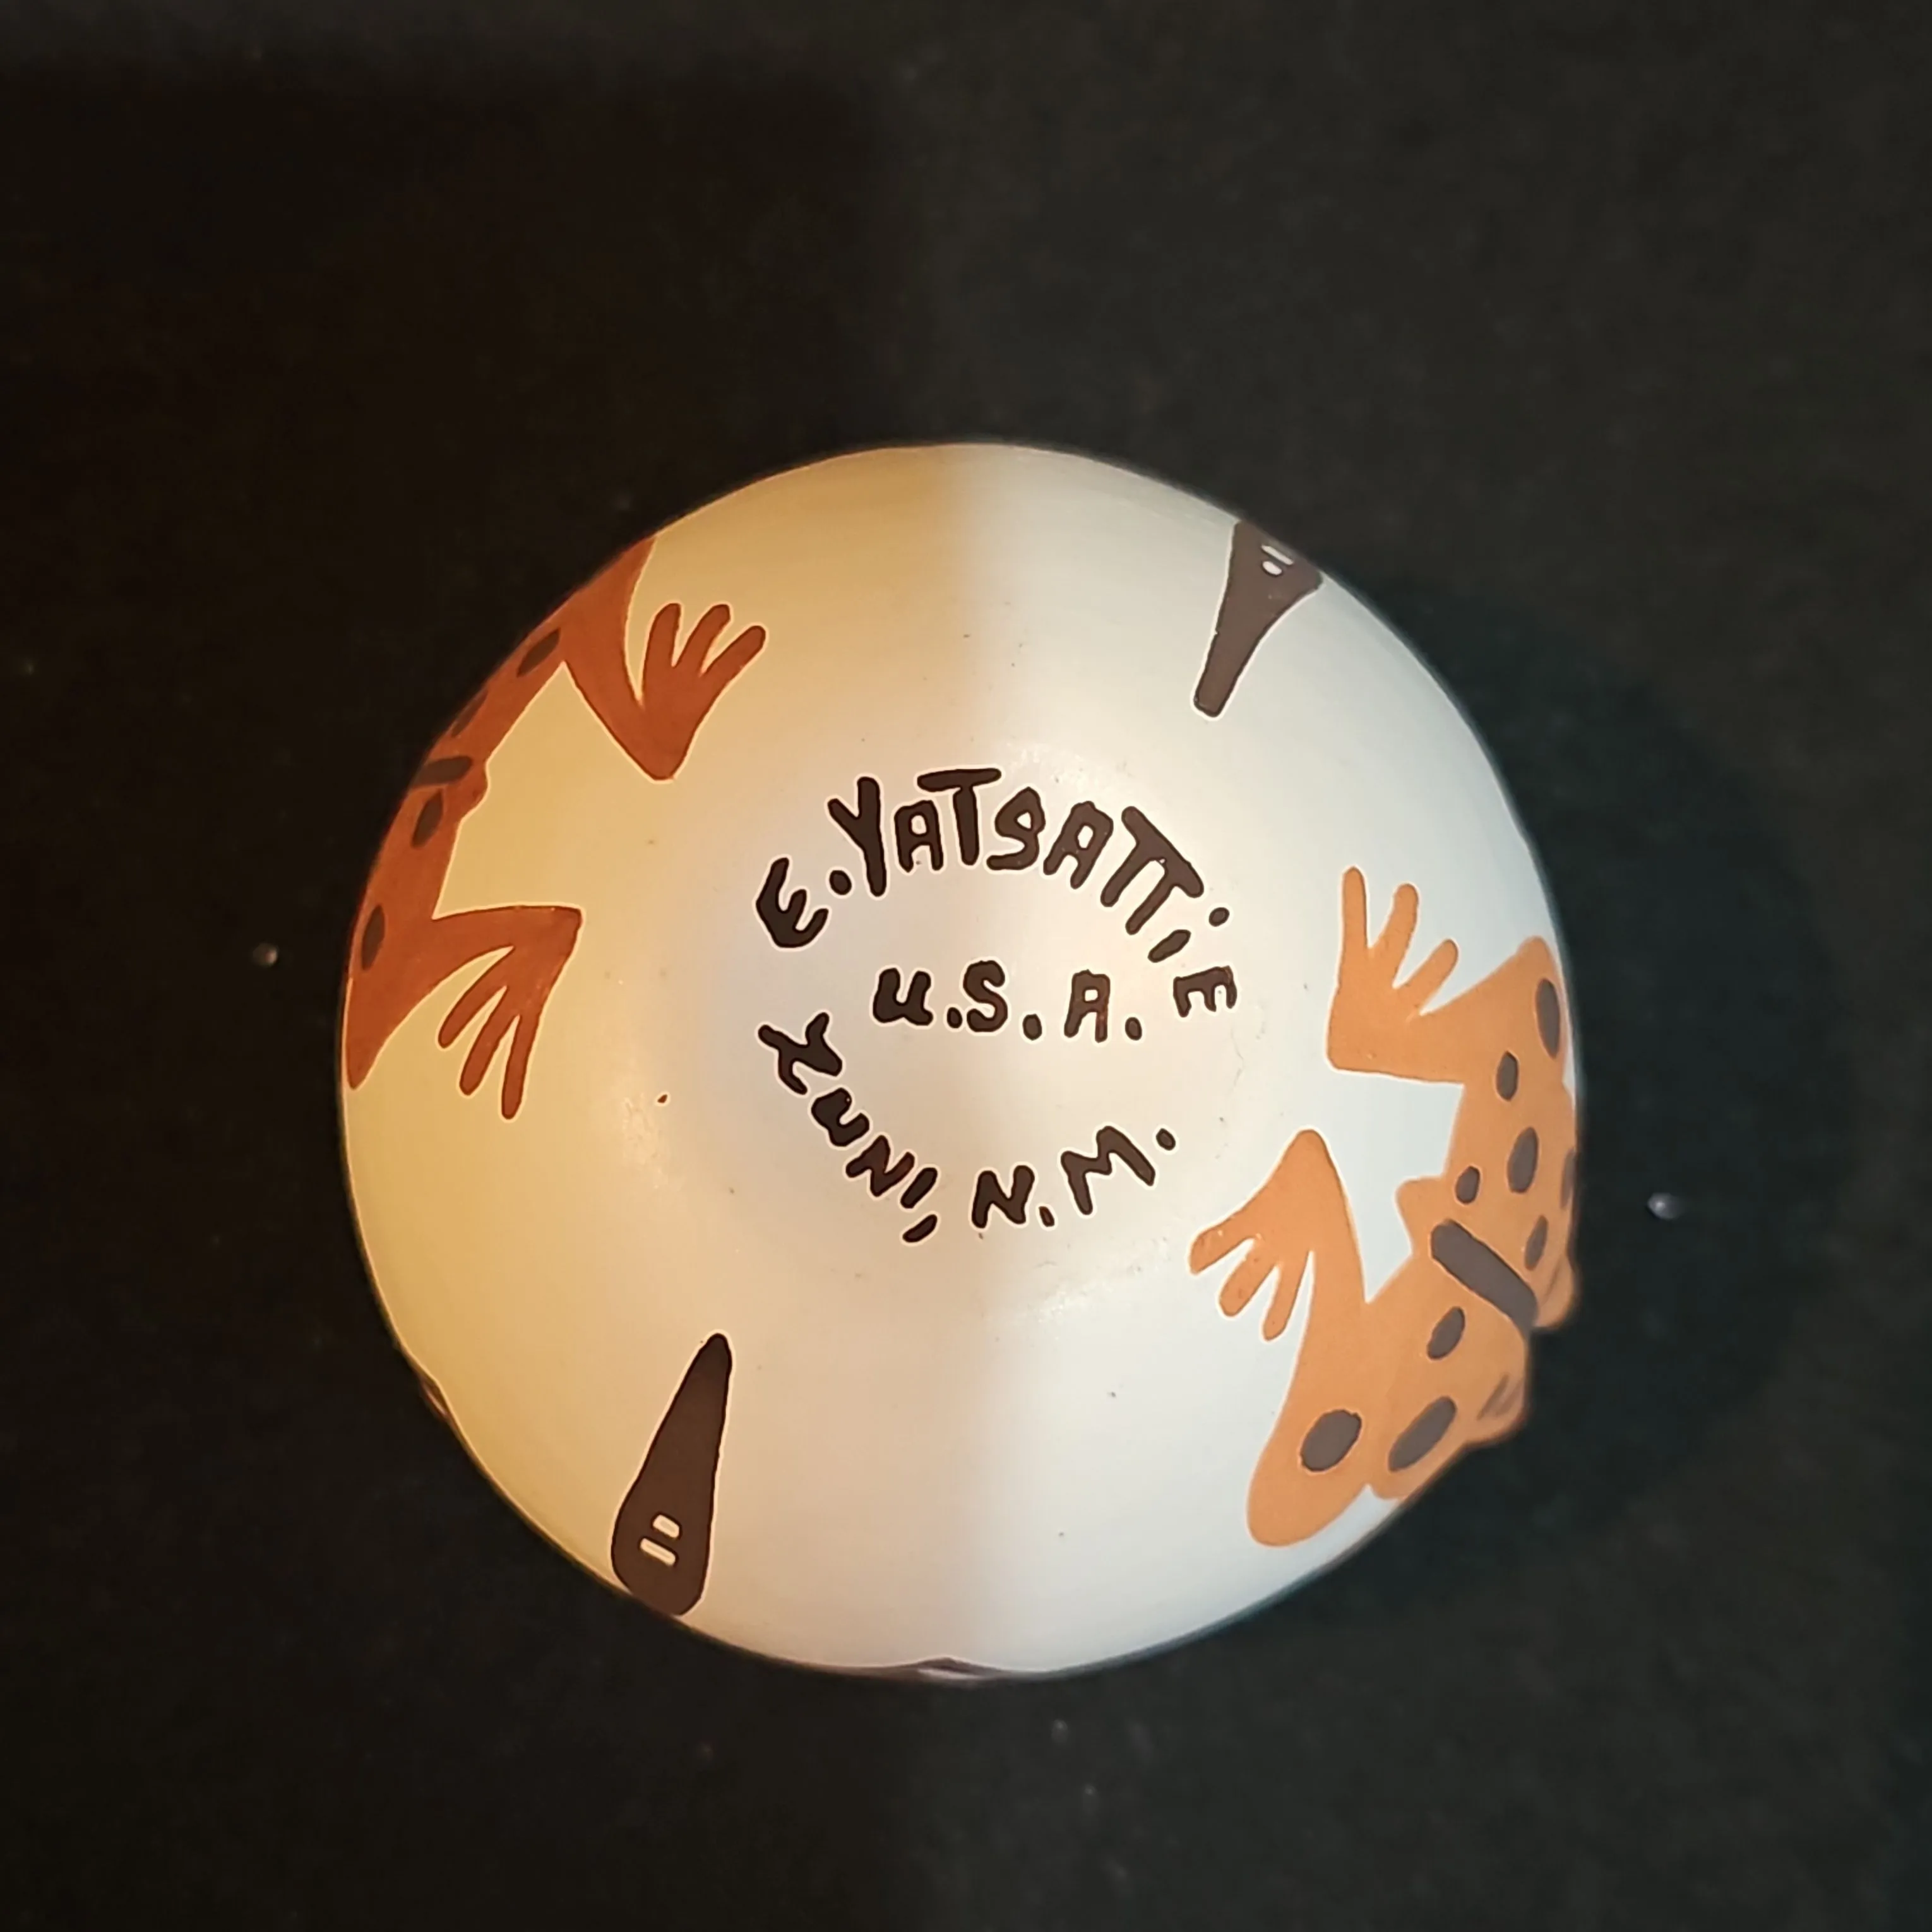 E. YATSATTiE
U.S.A.
ZUNI, N.M.